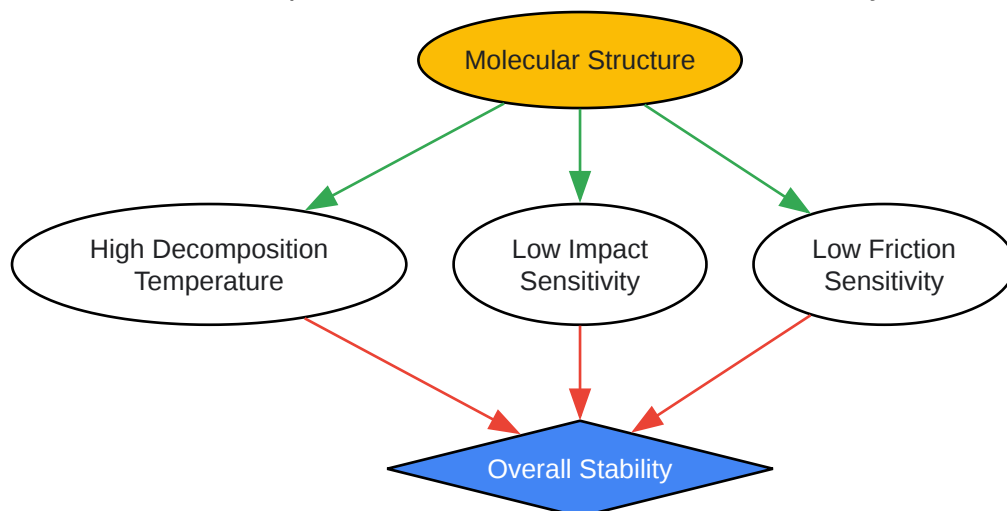 Molecular Structure
High Decomposition
Temperature
Low Impact
Sensitivity
Low Friction
Sensitivity
Overall Stability